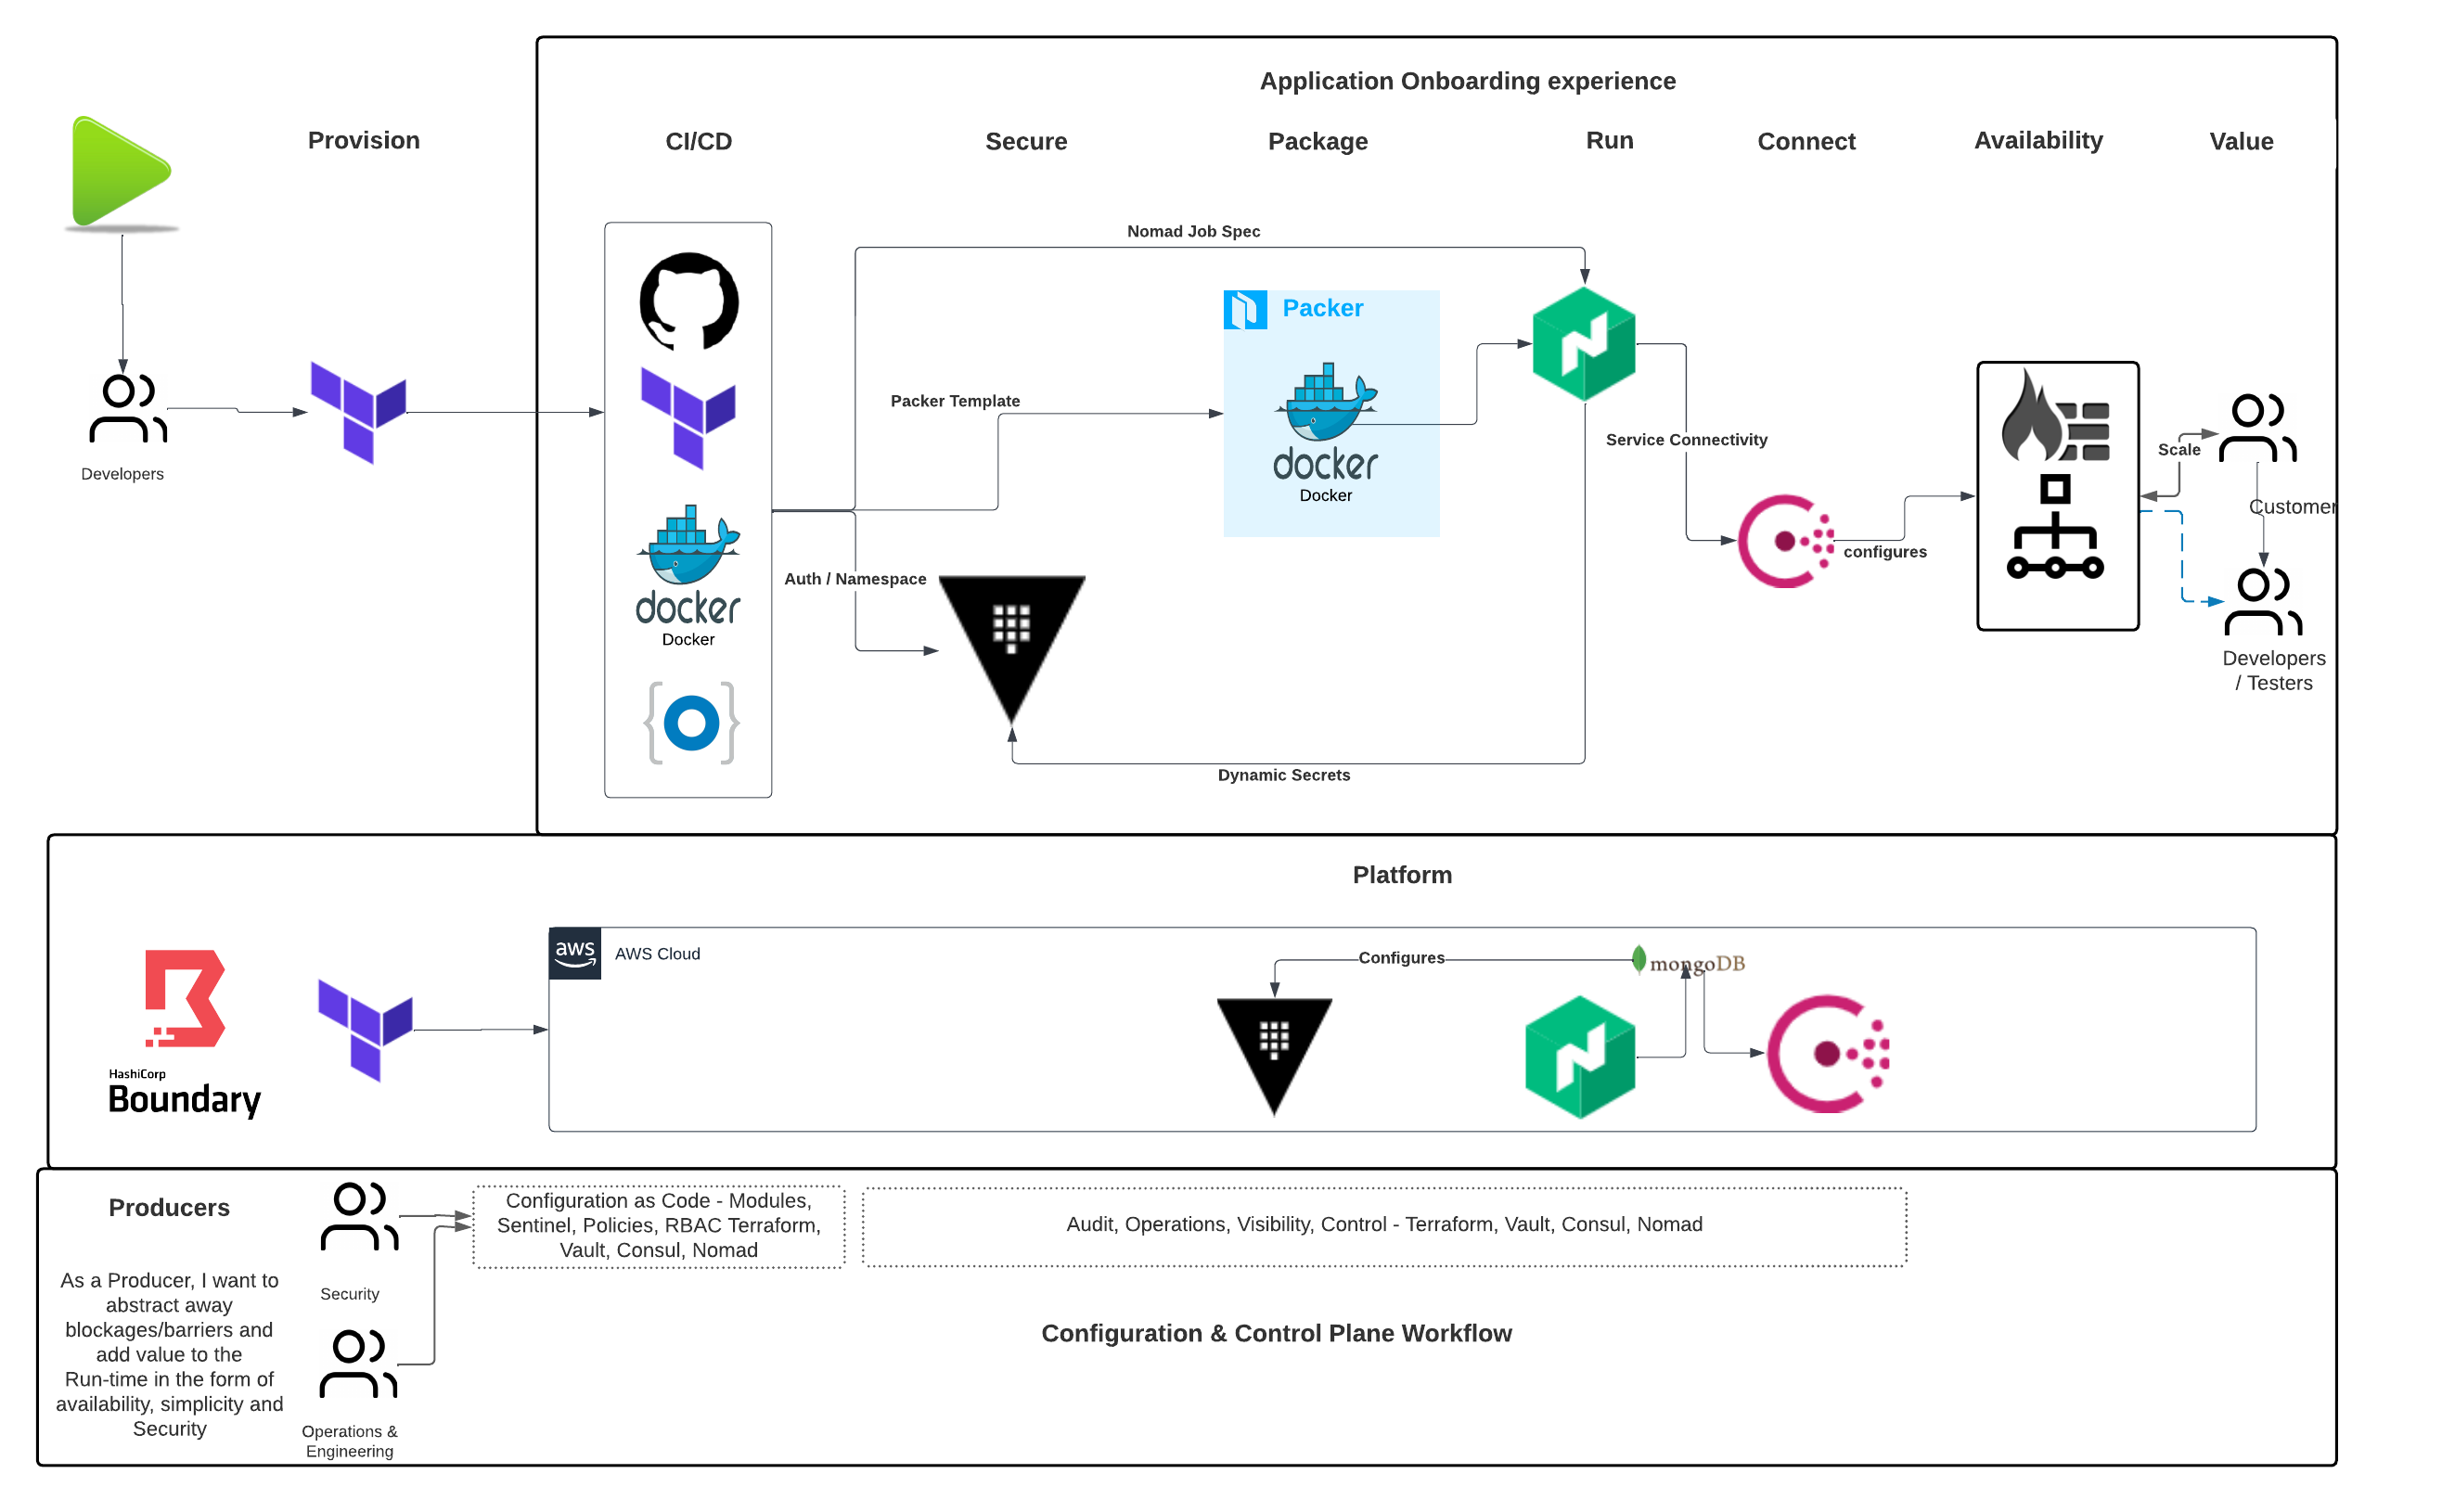 Application Onboarding experience
Provision
CI/CD
Secure
Package
Run
Connect
Availability
Value
Nomad Job Spec
Packer
Packer Template
docker
Docker
Service Connectivity
Scale
Developers
Customer
configures
Auth / Namespace
docker
Docker
Developers
/ Testers
Dynamic Secrets
Platform
aws
AWS Cloud
Configures
mongoDB
HashiCorp
Boundary
Producers
Configuration as Code - Modules,
Sentinel, Policies, RBAC Terraform,
Vault, Consul, Nomad
Audit, Operations, Visibility, Control - Terraform, Vault, Consul, Nomad
As a Producer, I want to
abstract away
blockages/barriers and
add value to the
Run-time in the form of
availability, simplicity and
Security
Security
Configuration & Control Plane Workflow
Operations &
Engineering